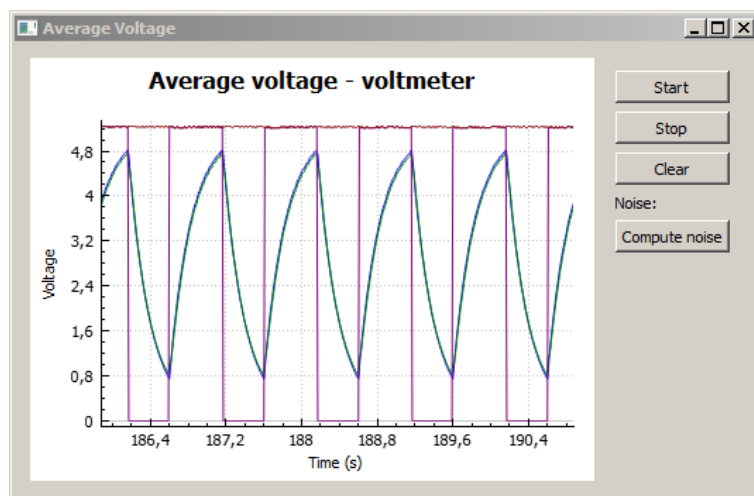 Average Voltage
Average voltage - voltmeter
Start
Stop
Clear
Noise:
Compute noise
Voltage
4,8
4
3,2
2,4
1,6
0,8
0
186,4 187,2 188 188,8 189,6 190,4
Time (s)